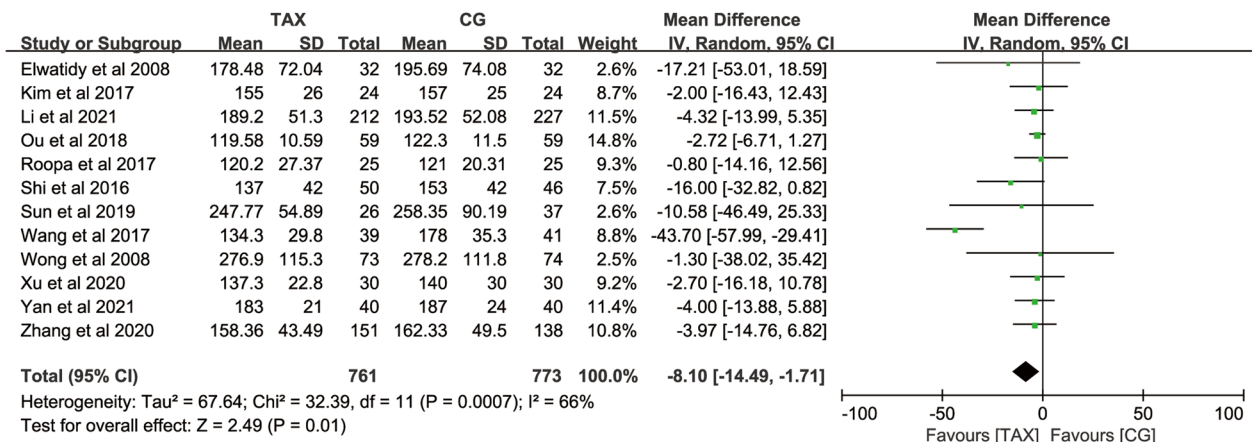 TAX CG Mean Difference Mean Difference
Study or Subgroup Mean SD Total Mean SD Total Weight IV, Random, 95% CI IV, Random, 95% CI
Elwatidy et al 2008 178.48 72.04 32 195.69 74.08 32 2.6% -17.21 [-53.01, 18.59]
Kim et al 2017 155 26 24 157 25 24 8.7% -2.00 [-16.43, 12.43]
Li et al 2021 189.2 51.3 212 193.52 52.08 227 11.5% -4.32 [-13.99, 5.35]
Ou et al 2018 119.58 10.59 59 122.3 11.5 59 14.8% -2.72 [-6.71, 1.27]
Roopa et al 2017 120.2 27.37 25 121 20.31 25 9.3% -0.80 [-14.16, 12.56]
Shi et al 2016 137 42 50 153 42 46 7.5% -16.00 [-32.82, 0.82]
Sun et al 2019 247.77 54.89 26 258.35 90.19 37 2.6% -10.58 [-46.49, 25.33]
Wang et al 2017 134.3 29.8 39 178 35.3 41 8.8% -43.70 [-57.99, -29.41]
Wong et al 2008 276.9 115.3 73 278.2 111.8 74 2.5% -1.30 [-38.02, 35.42]
Xu et al 2020 137.3 22.8 30 140 30 30 9.2% -2.70 [-16.18, 10.78]
Yan et al 2021 183 21 40 187 24 40 11.4% -4.00 [-13.88, 5.88]
Zhang et al 2020 158.36 43.49 151 162.33 49.5 138 10.8% -3.97 [-14.76, 6.82]
Total (95% CI) 761 773 100.0% -8.10 [-14.49, -1.71]
Heterogeneity: Tau² = 67.64; Chi² = 32.39, df = 11 (P = 0.0007); I² = 66%
Test for overall effect: Z = 2.49 (P = 0.01)
-100 -50 0 50 100
Favours [TAX] Favours [CG]